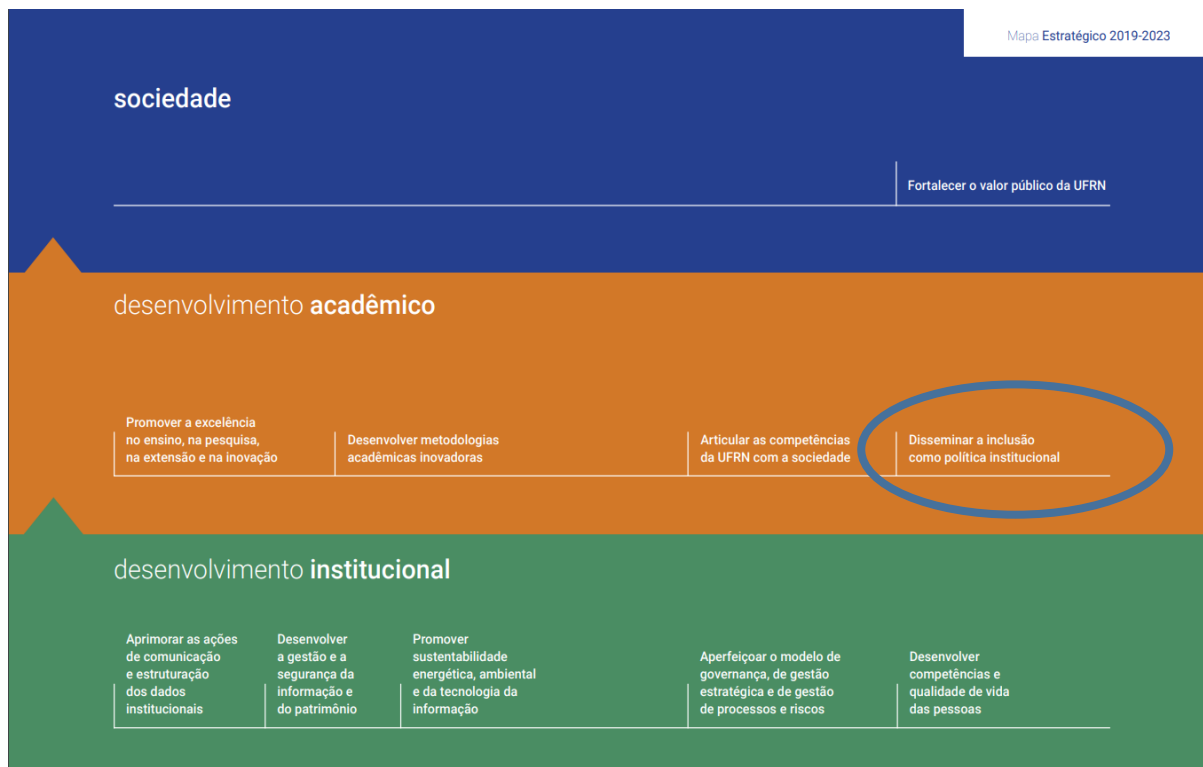 Mapa Estratégico 2019-2023
sociedade
Fortalecer o valor público da UFRN
desenvolvimento acadêmico
Promover a excelência
no ensino, na pesquisa,
na extensão e na inovação
Desenvolver metodologias
acadêmicas inovadoras
Articular as competências
da UFRN com a sociedade
Disseminar a inclusão
como política institucional
desenvolvimento institucional
Aprimorar as ações
de comunicação
e estruturação
dos dados
institucionais
Desenvolver
a gestão e a
segurança da
informação e
do patrimônio
Promover
sustentabilidade
energética, ambiental
e da tecnologia da
informação
Aperfeiçoar o modelo de
governança, de gestão
estratégica e de gestão
de processos e riscos
Desenvolver
competências e
qualidade de vida
das pessoas